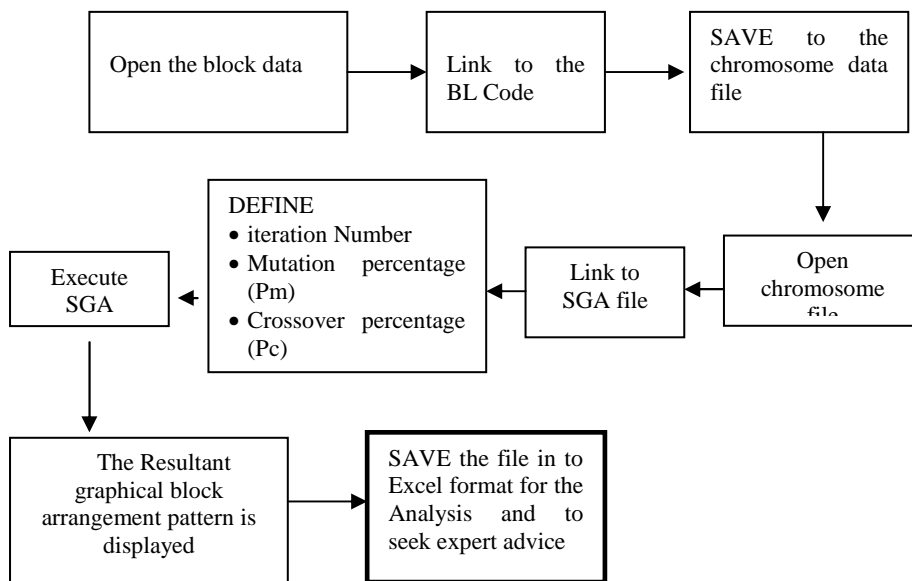 Open the block data
Link to the
BL Code
SAVE to the
chromosome data
file
Open
chromosome
file
Link to
SGA file
DEFINE
• iteration Number
• Mutation percentage
(Pm)
• Crossover percentage
(Pc)
Execute
SGA
The Resultant
graphical block
arrangement pattern is
displayed
SAVE the file in to
Excel format for the
Analysis and to
seek expert advice